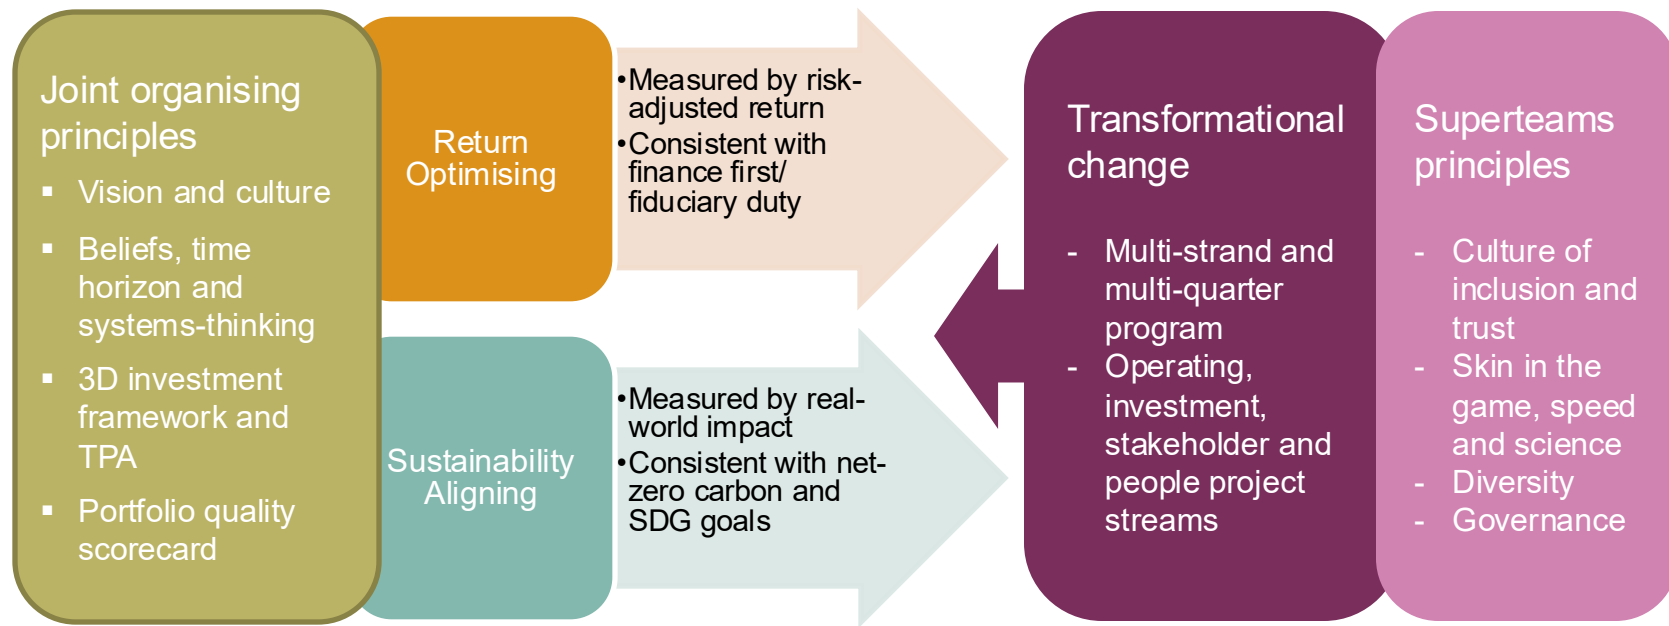 Joint organising
principles
▪ Vision and culture
▪ Beliefs, time
horizon and
systems-thinking
▪ 3D investment
framework and
TPA
▪ Portfolio quality
scorecard
Return
Optimising
•Measured by risk-
adjusted return
•Consistent with
finance first/
fiduciary duty
Sustainability
Aligning
•Measured by real-
world impact
•Consistent with net-
zero carbon and
SDG goals
Transformational
change
- Multi-strand and
multi-quarter
program
- Operating,
investment,
stakeholder and
people project
streams
Superteams
principles
- Culture of
inclusion and
trust
- Skin in the
game, speed
and science
- Diversity
- Governance